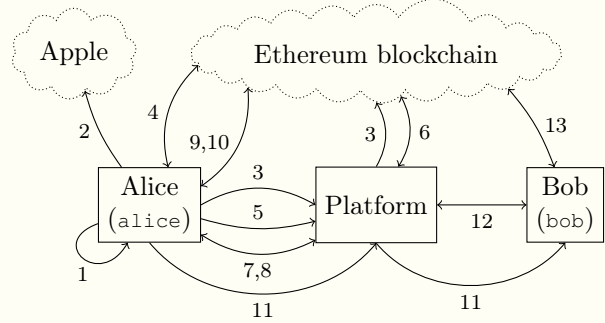 Apple
Ethereum blockchain
4
2
9,10
3
6
13
Alice
(alice)
3
5
Platform
Bob
(bob)
12
1
7,8
11
11